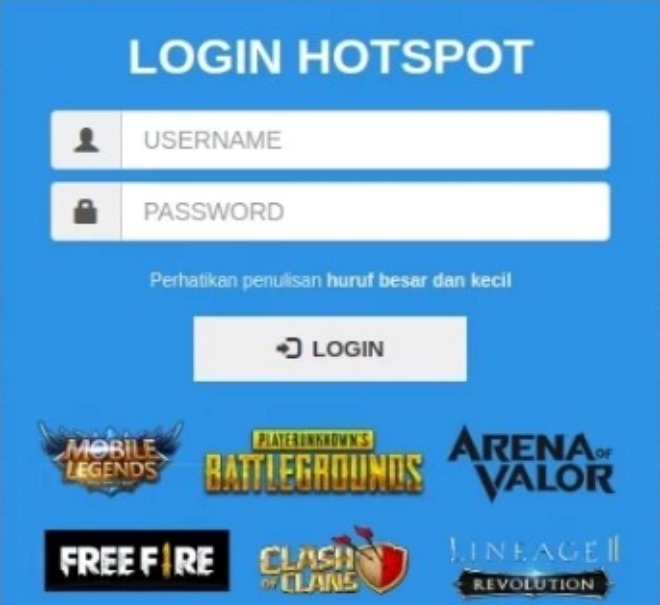 LOGIN HOTSPOT
USERNAME
PASSWORD
Perhatikan penulisan huruf besar dan kecil
LOGIN
MOBILE
LEGENDS
PLAYERUNKNOWN'S
BATTLEGROUNDS
ARENA OF
VALOR
FREE FIRE
CLASH
OF CLANS
LINEAGE II
REVOLUTION